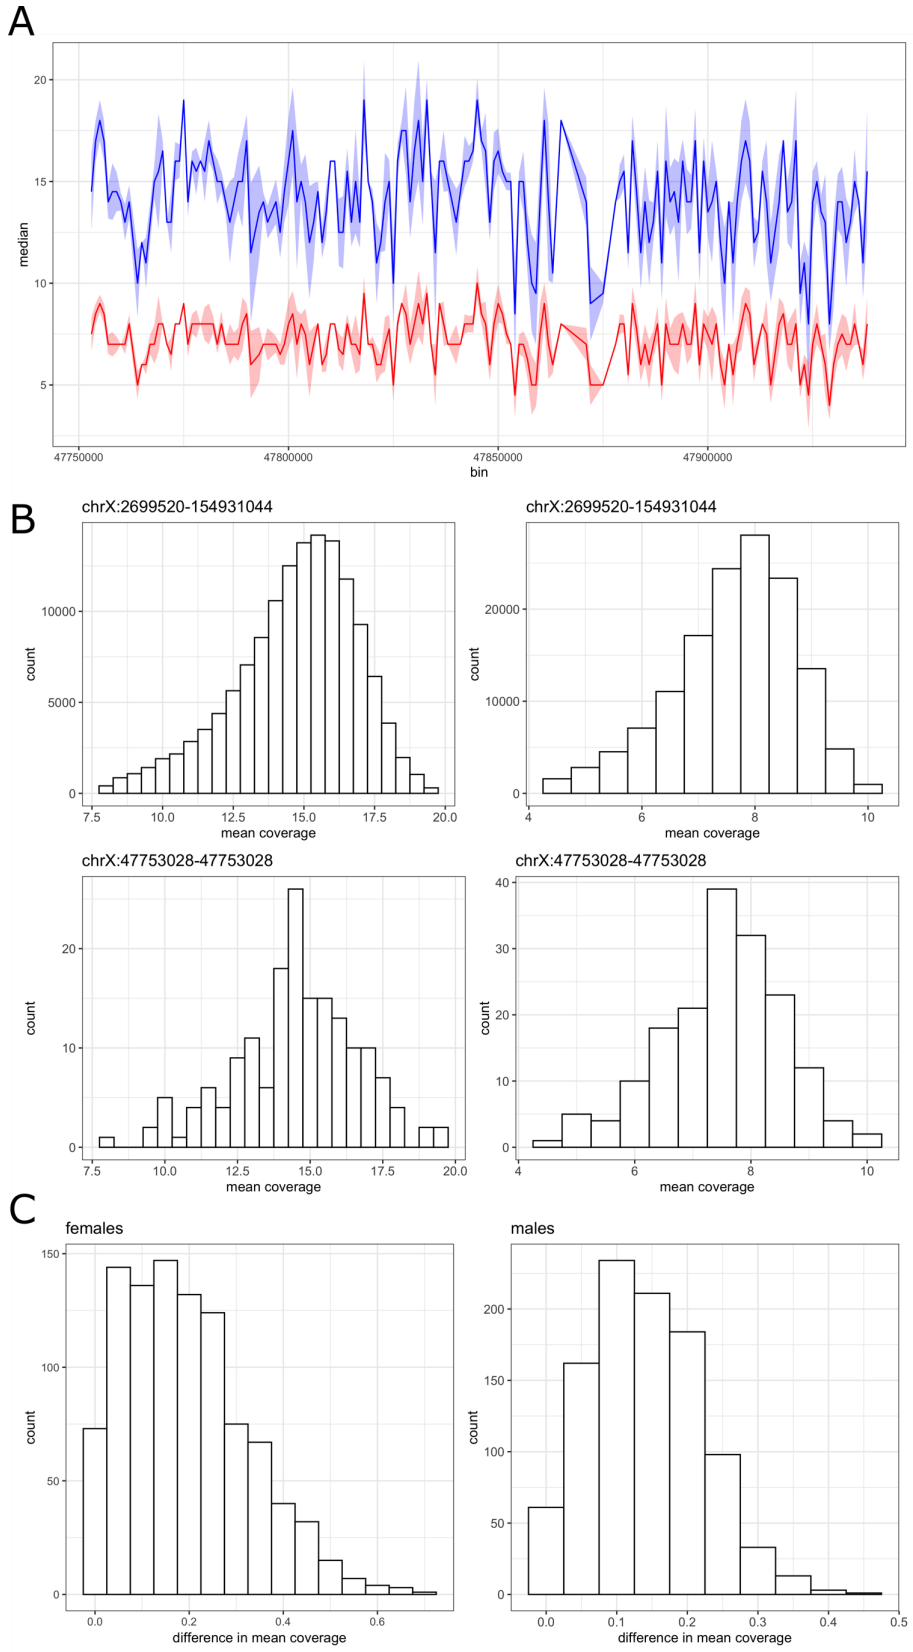 A
20
15
10
5
median
47750000 47800000 47850000 47900000
bin
B
chrX:2699520-154931044
10000
5000
0
count
7.5 10.0 12.5 15.0 17.5 20.0
mean coverage
chrX:2699520-154931044
20000
10000
0
count
4 6 8 10
mean coverage
chrX:47753028-47753028
20
10
0
count
7.5 10.0 12.5 15.0 17.5 20.0
mean coverage
chrX:47753028-47753028
40
30
20
10
0
count
4 6 8 10
mean coverage
C
females
150
100
50
0
count
0.0 0.2 0.4 0.6
difference in mean coverage
males
200
150
100
50
0
count
0.0 0.1 0.2 0.3 0.4 0.5
difference in mean coverage